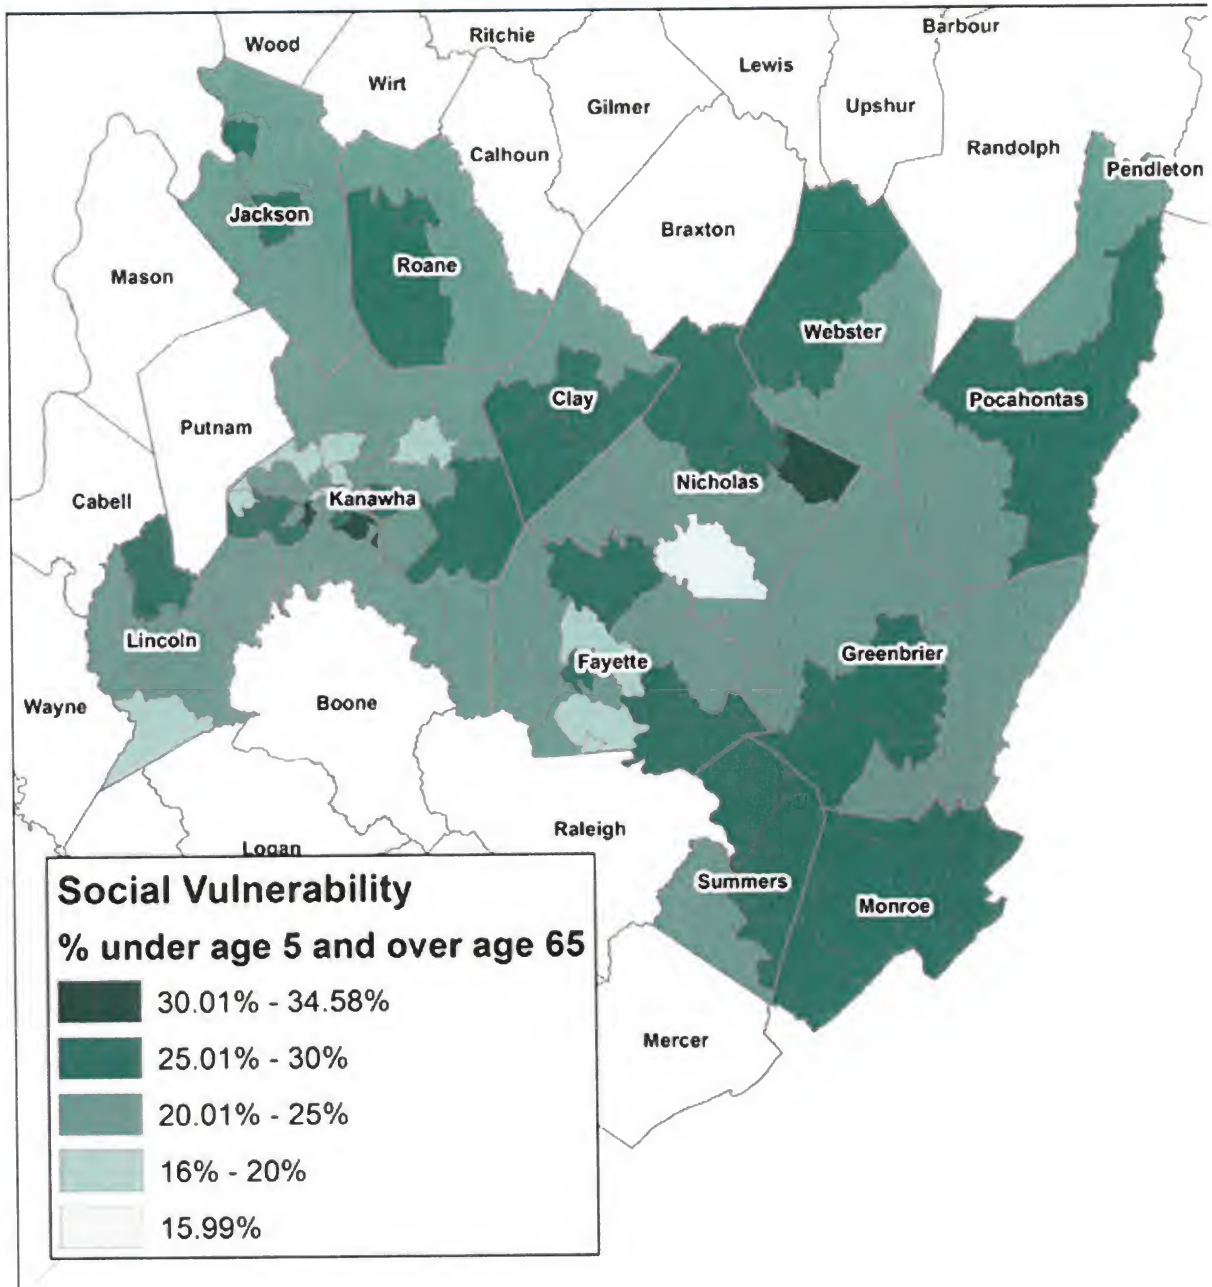 Barbour
Ritchie
Wood
Lewis
Wirt
Upshur
Gilmer
Randolph
Calhoun
Pendleton
Jackson
Braxton
Roane
Mason
Webster
Clay
Pocahontas
Putnam
Nicholas
Kanawha
Cabell
Lincoln
Greenbrier
Fayette
Wayne
Boone
Raleigh
Logan
Summers
Monroe
Mercer
Social Vulnerability
% under age 5 and over age 65
30.01% - 34.58%
25.01% - 30%
20.01% - 25%
16% - 20%
15.99%